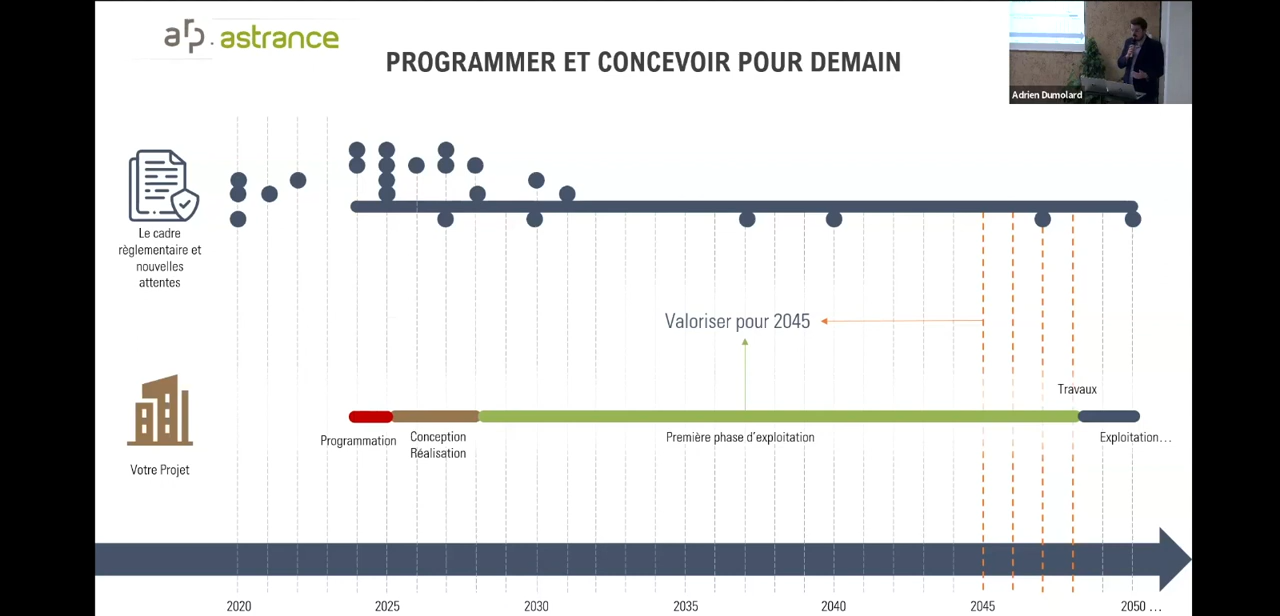 arp. astrance
PROGRAMMER ET CONCEVOIR POUR DEMAIN
Adrien Dumolard
Le cadre
règlementaire et
nouvelles
attentes
Valoriser pour 2045
Travaux
Programmation
Conception
Réalisation
Première phase d'exploitation
Exploitation...
Votre Projet
2020
2025
2030
2035
2040
2045
2050 ...